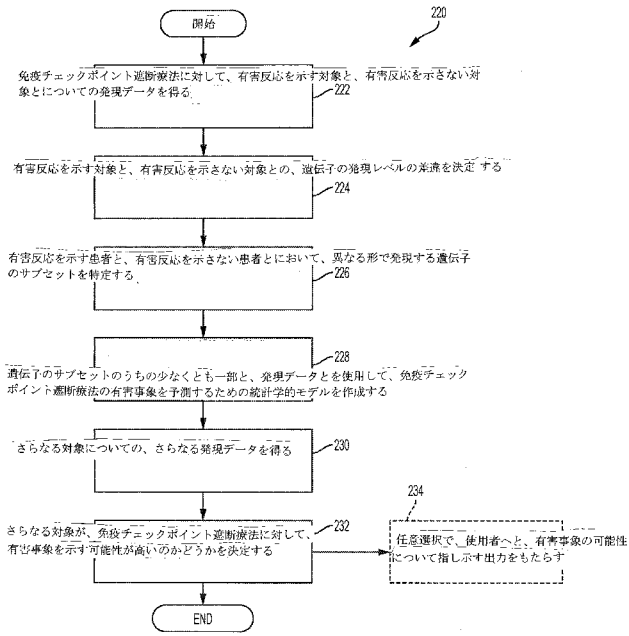 開始
220
免疫チェックポイント遮断療法に対して、有害反応を示す対象と、有害反応を示さない対
象とについての発現データを得る
222
有害反応を示す対象と、有害反応を示さない対象との、遺伝子の発現レベルの差違を決定 する
224
有害反応を示す患者と、有害反応を示さない患者とにおいて、異なる形で発現する遺伝子
のサブセットを特定する
226
228
遺伝子のサブセットのうちの少なくとも一部と、発現データとを使用して、免疫チェック
ポイント遮断療法の有害事象を予測するための統計学的モデルを作成する
さらなる対象についての、さらなる発現データを得る
230
さらなる対象が、免疫チェックポイント遮断療法に対して、
有害事象を示す可能性が高いのかどうかを決定する
232
234
任意選択で、使用者へと、有害事象の可能性
について指し示す出力をもたらす
END